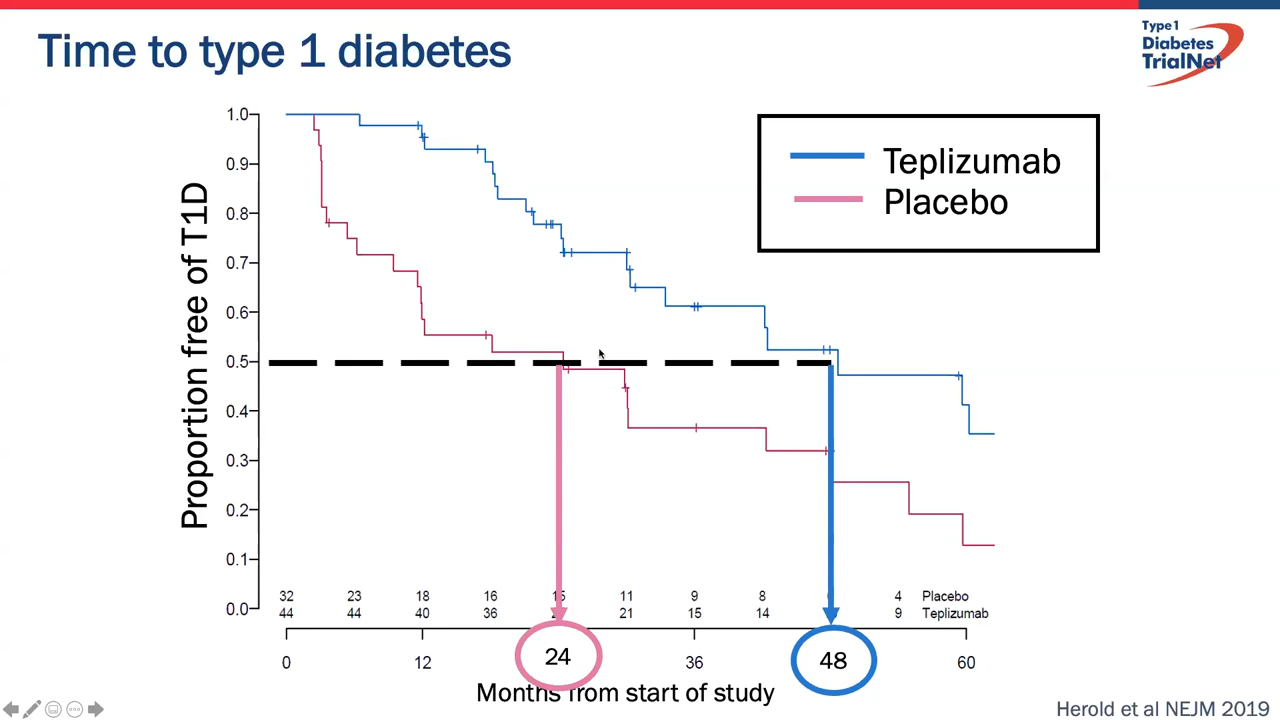 Time to type 1 diabetes
Type 1
Diabetes
TrialNet
Teplizumab
Placebo
Proportion free of T1D
1.0
0.9
0.8
0.7
0.6
0.5
0.4
0.3
0.2
0.1
0.0
32 23 18 16 15 11 9 8 4 Placebo
44 44 40 36 21 15 14 9 Teplizumab
0 12 24 36 48 60
Months from start of study
Herold et al NEJM 2019